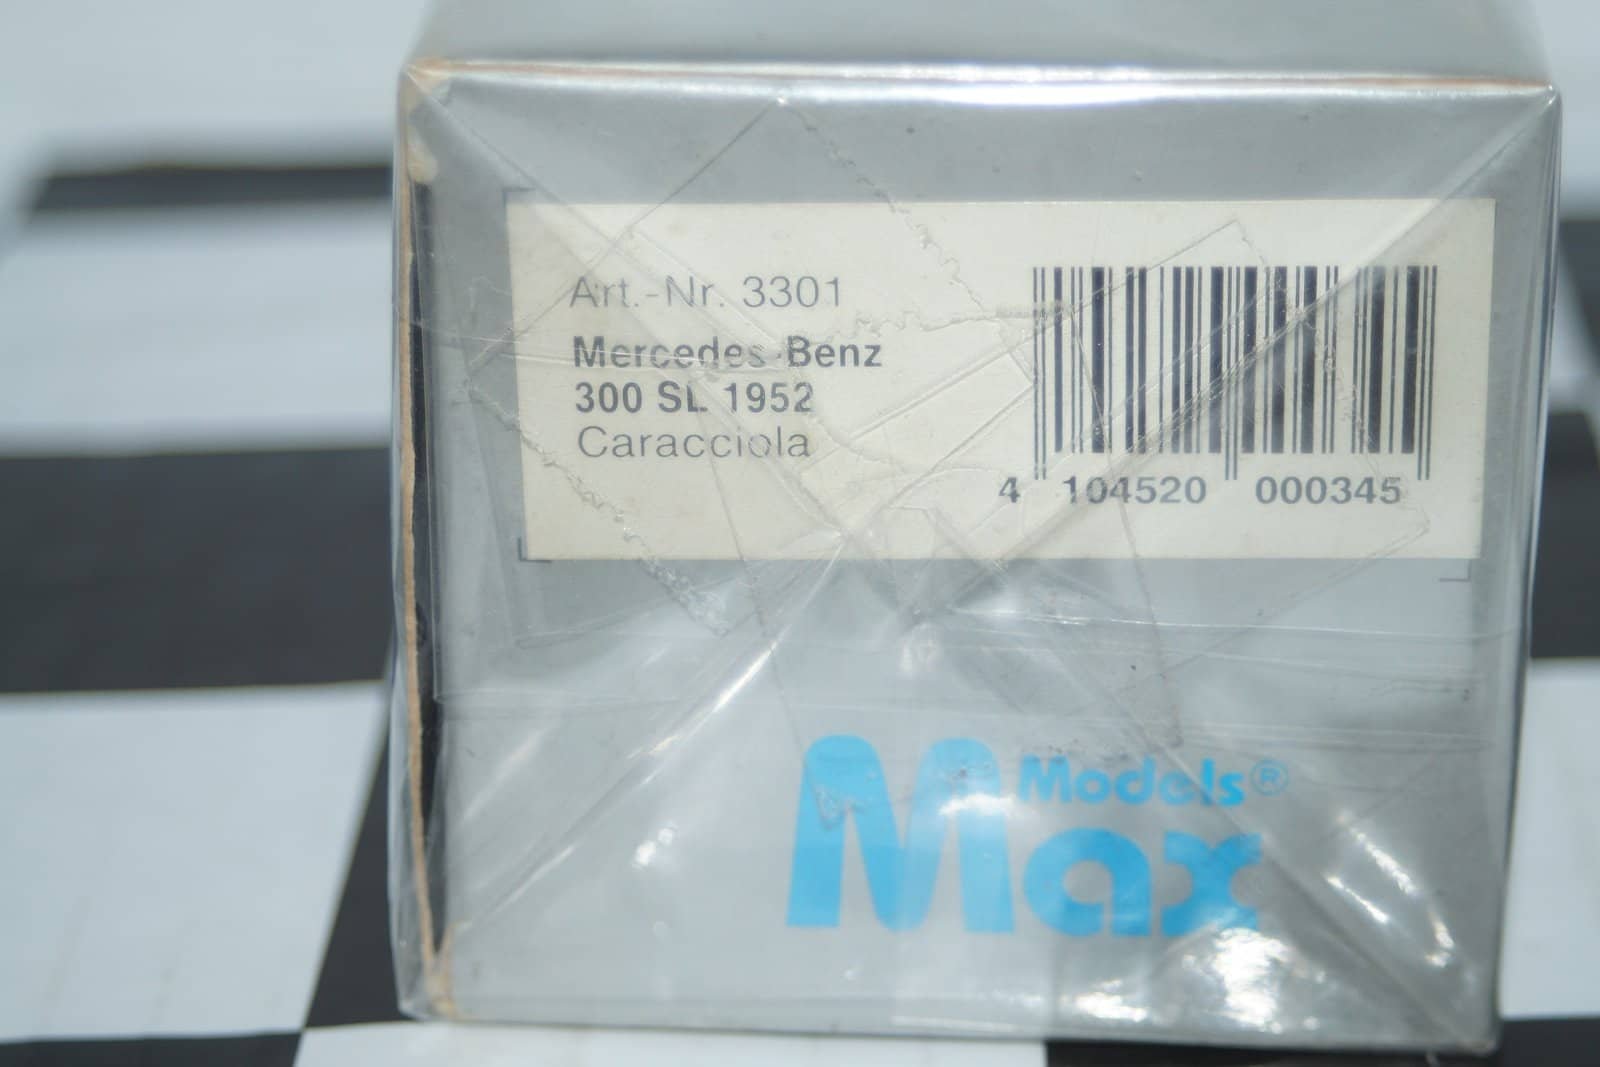 Art.-Nr. 3301
Mercedes-Benz
300 SL 1952
Caracciola
4 104520 000345
Models®
Max